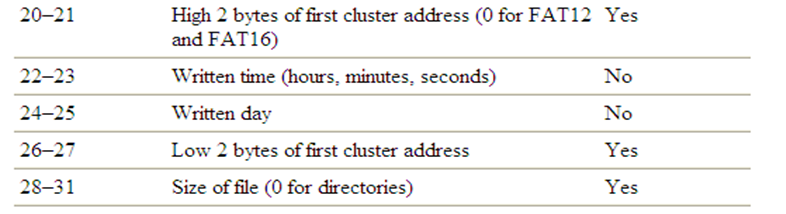 20–21 High 2 bytes of first cluster address (0 for FAT12 Yes
and FAT16)
22–23 Written time (hours, minutes, seconds) No
24–25 Written day No
26–27 Low 2 bytes of first cluster address Yes
28–31 Size of file (0 for directories) Yes